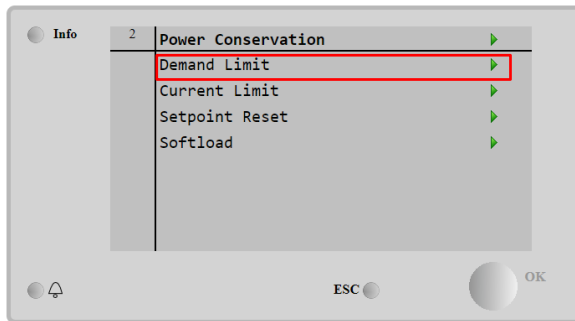 Info
2 Power Conservation
Demand Limit
Current Limit
Setpoint Reset
Softload
ESC
OK